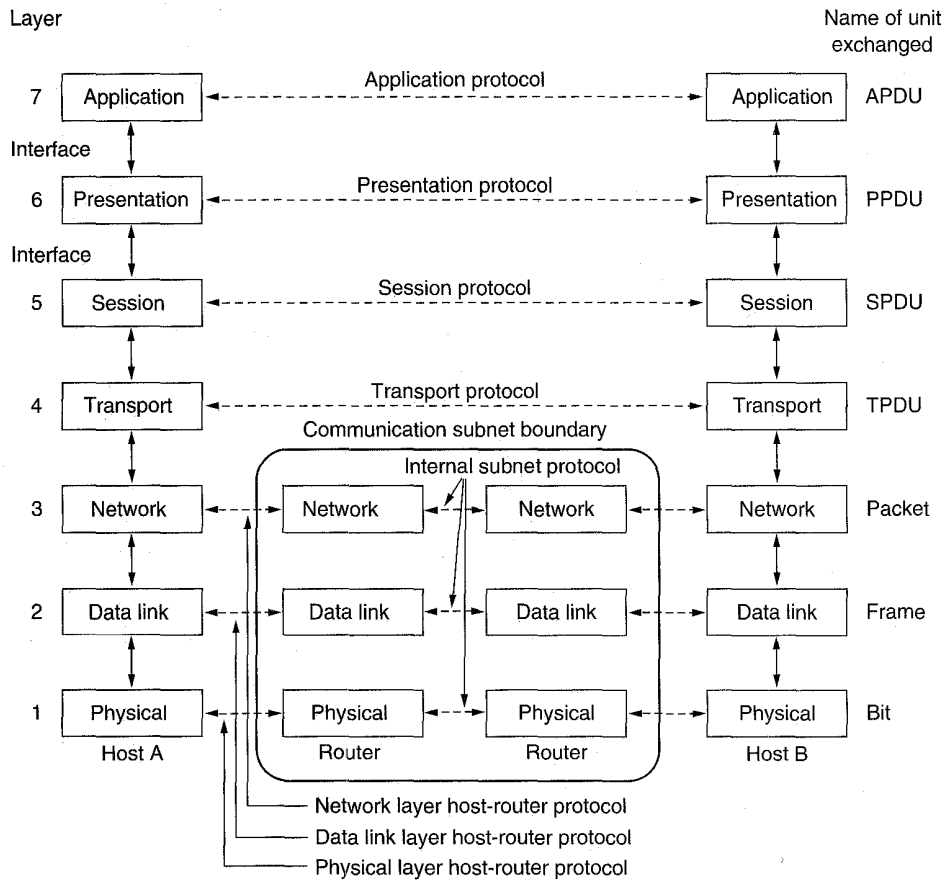 Layer
Name of unit
exchanged
Application protocol
7 Application Application APDU
Interface
Presentation protocol
6 Presentation Presentation PPDU
Interface
Session protocol
5 Session Session SPDU
Transport protocol
4 Transport Transport TPDU
Communication subnet boundary
Internal subnet protocol
3 Network Network Network Network Packet
2 Data link Data link Data link Data link Frame
1 Physical Physical Physical Physical Bit
Host A Router Router Host B
Network layer host-router protocol
Data link layer host-router protocol
Physical layer host-router protocol